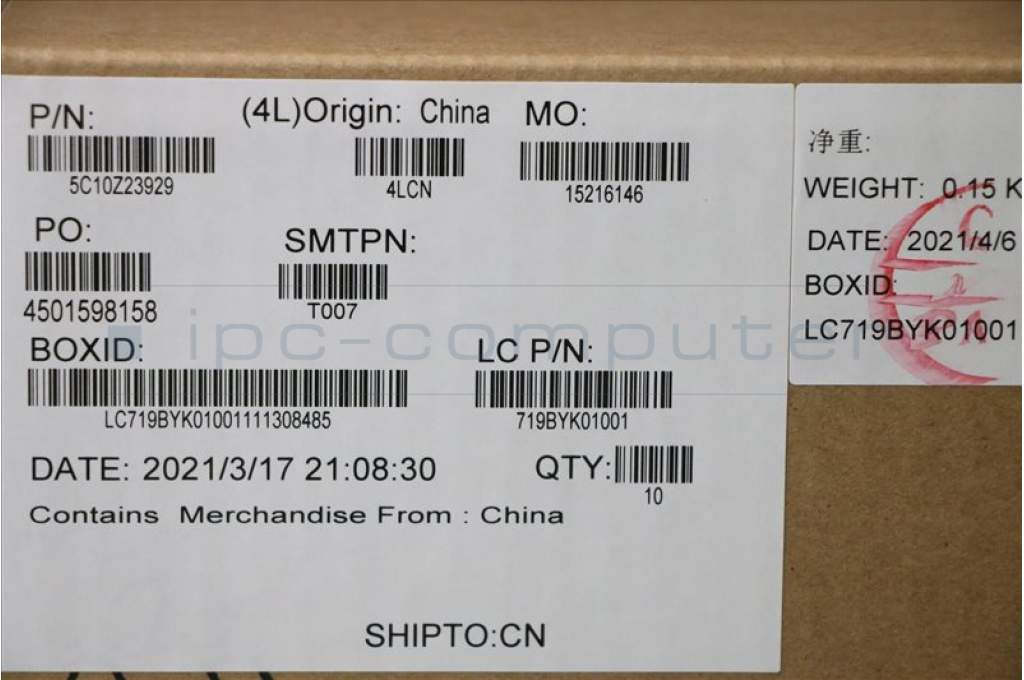 P/N: (4L)Origin: China MO:
5C10Z23929 4LCN 15216146
PO: SMTPN:
4501598158 T007
BOXID: LC P/N:
LC719BYK01001111308485 719BYK01001
DATE: 2021/3/17 21:08:30 QTY:
10
Contains Merchandise From : China
SHIPTO:CN
净重:
WEIGHT: 0.15 K
DATE: 2021/4/6
BOXID:
LC719BYK01001
ipc-computer